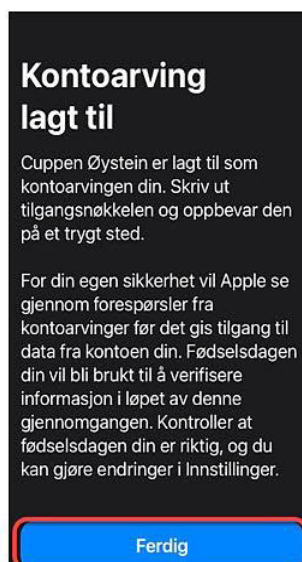 Kontoarving
lagt til
Cuppen Øystein er lagt til som
kontoarvingen din. Skriv ut
tilgangsnøkkelen og oppbevar den
på et trygt sted.
For din egen sikkerhet vil Apple se
gjennom forespørsler fra
kontoarvinger før det gis tilgang til
data fra kontoen din. Fødselsdagen
din vil bli brukt til å verifisere
informasjon i løpet av denne
gjennomgangen. Kontroller at
fødselsdagen din er riktig, og du
kan gjøre endringer i Innstillinger.
Ferdig